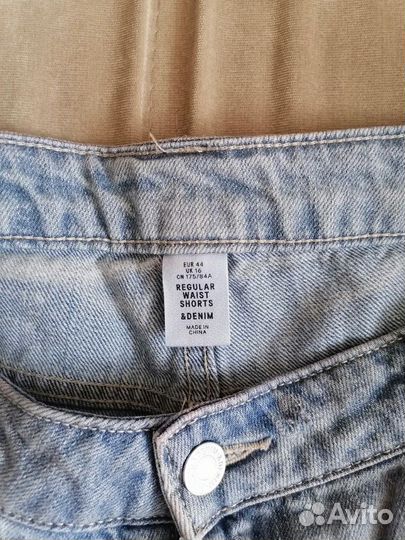 EUR 44
UK 16
CN 175/84A
REGULAR
WAIST
SHORTS
&DENIM
MADE IN
CHINA
Avito